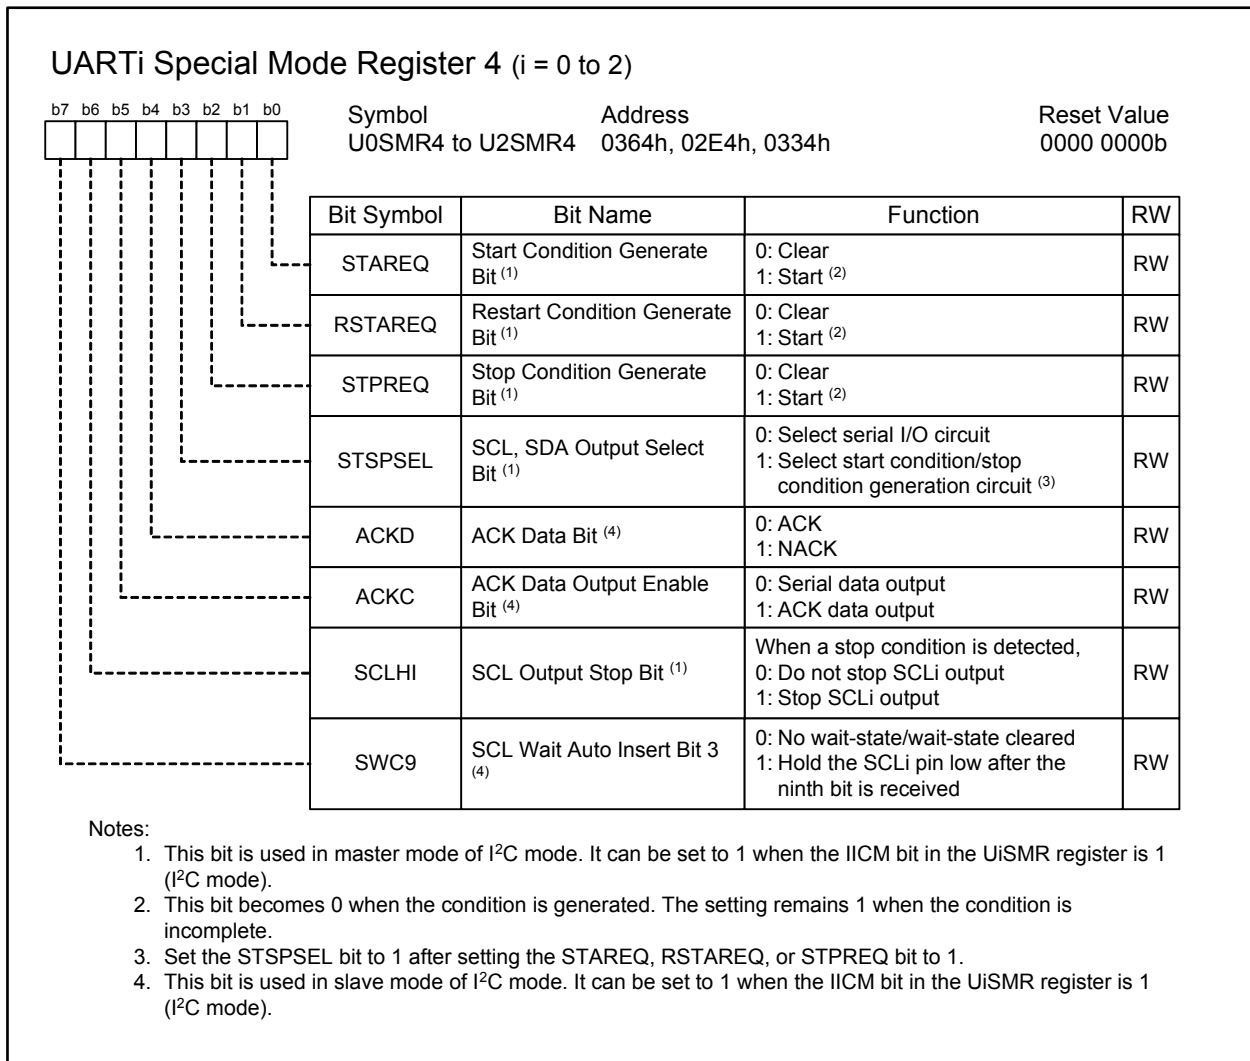 UARTi Special Mode Register 4 (i = 0 to 2)
b7 b6 b5 b4 b3 b2 b1 b0
Symbol Address Reset Value
U0SMR4 to U2SMR4 0364h, 02E4h, 0334h 0000 0000b
Bit Symbol Bit Name Function RW
STAREQ Start Condition Generate Bit (1) 0: Clear 1: Start (2) RW
RSTAREQ Restart Condition Generate Bit (1) 0: Clear 1: Start (2) RW
STPREQ Stop Condition Generate Bit (1) 0: Clear 1: Start (2) RW
STSPSEL SCL, SDA Output Select Bit (1) 0: Select serial I/O circuit 1: Select start condition/stop condition generation circuit (3) RW
ACKD ACK Data Bit (4) 0: ACK 1: NACK RW
ACKC ACK Data Output Enable Bit (4) 0: Serial data output 1: ACK data output RW
SCLHI SCL Output Stop Bit (1) When a stop condition is detected, 0: Do not stop SCLi output 1: Stop SCLi output RW
SWC9 SCL Wait Auto Insert Bit 3 (4) 0: No wait-state/wait-state cleared 1: Hold the SCLi pin low after the ninth bit is received RW
Notes:
1. This bit is used in master mode of I²C mode. It can be set to 1 when the IICM bit in the UiSMR register is 1
(I²C mode).
2. This bit becomes 0 when the condition is generated. The setting remains 1 when the condition is
incomplete.
3. Set the STSPSEL bit to 1 after setting the STAREQ, RSTAREQ, or STPREQ bit to 1.
4. This bit is used in slave mode of I²C mode. It can be set to 1 when the IICM bit in the UiSMR register is 1
(I²C mode).